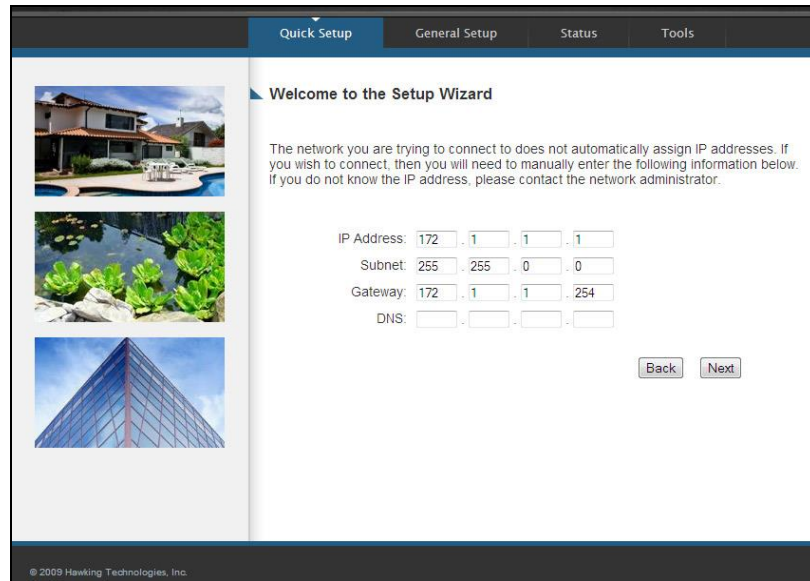 Quick Setup General Setup Status Tools
Welcome to the Setup Wizard
The network you are trying to connect to does not automatically assign IP addresses. If
you wish to connect, then you will need to manually enter the following information below.
If you do not know the IP address, please contact the network administrator.
IP Address: 172 . 1 . 1 . 1
Subnet: 255 . 255 . 0 . 0
Gateway: 172 . 1 . 1 . 254
DNS: . . .
Back Next
© 2009 Hawking Technologies, Inc.